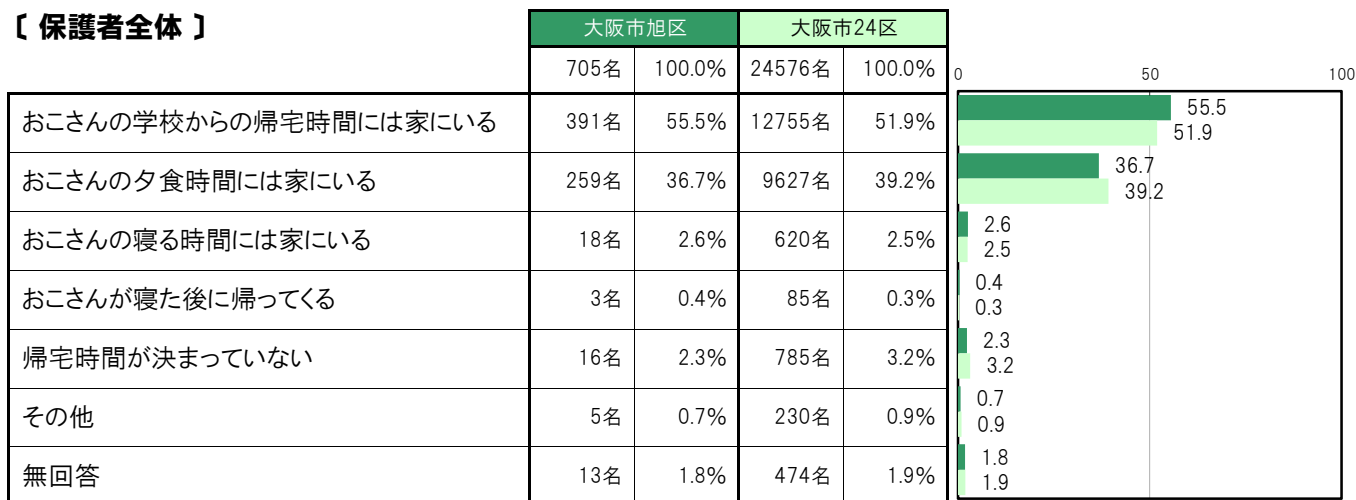 〔 保護者全体 〕
大阪市旭区 大阪市24区
705名 100.0% 24576名 100.0%
0 50 100
おこさんの学校からの帰宅時間には家にいる 391名 55.5% 12755名 51.9%
55.5
51.9
おこさんの夕食時間には家にいる 259名 36.7% 9627名 39.2%
36.7
39.2
おこさんの寝る時間には家にいる 18名 2.6% 620名 2.5%
2.6
2.5
おこさんが寝た後に帰ってくる 3名 0.4% 85名 0.3%
0.4
0.3
帰宅時間が決まっていない 16名 2.3% 785名 3.2%
2.3
3.2
その他 5名 0.7% 230名 0.9%
0.7
0.9
無回答 13名 1.8% 474名 1.9%
1.8
1.9